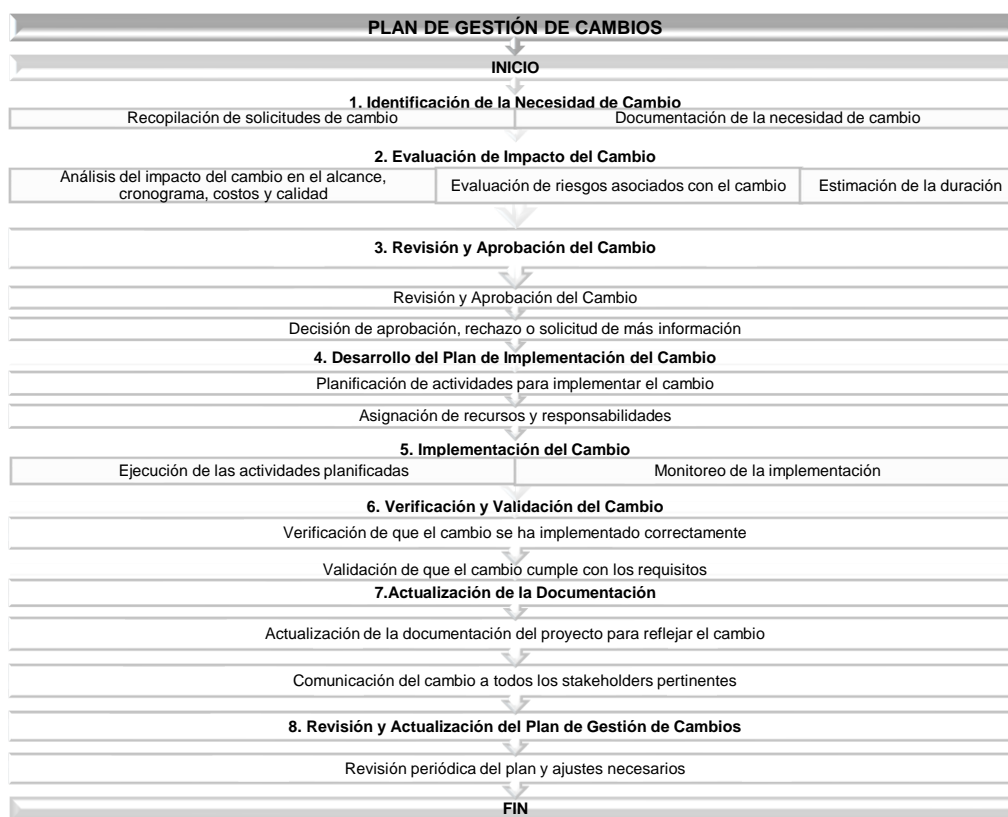 PLAN DE GESTIÓN DE CAMBIOS
INICIO
1. Identificación de la Necesidad de Cambio
Recopilación de solicitudes de cambio
Documentación de la necesidad de cambio
2. Evaluación de Impacto del Cambio
Análisis del impacto del cambio en el alcance,
cronograma, costos y calidad
Evaluación de riesgos asociados con el cambio
Estimación de la duración
3. Revisión y Aprobación del Cambio
Revisión y Aprobación del Cambio
Decisión de aprobación, rechazo o solicitud de más información
4. Desarrollo del Plan de Implementación del Cambio
Planificación de actividades para implementar el cambio
Asignación de recursos y responsabilidades
5. Implementación del Cambio
Ejecución de las actividades planificadas
Monitoreo de la implementación
6. Verificación y Validación del Cambio
Verificación de que el cambio se ha implementado correctamente
Validación de que el cambio cumple con los requisitos
7.Actualización de la Documentación
Actualización de la documentación del proyecto para reflejar el cambio
Comunicación del cambio a todos los stakeholders pertinentes
8. Revisión y Actualización del Plan de Gestión de Cambios
Revisión periódica del plan y ajustes necesarios
FIN